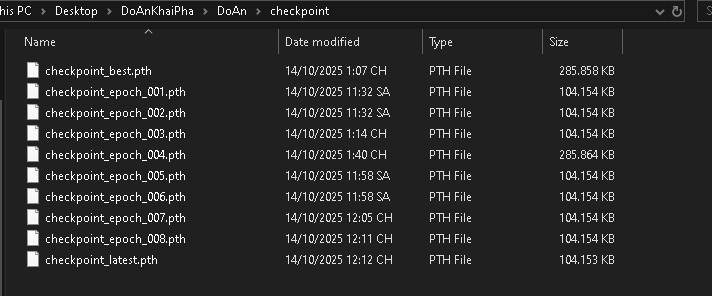 his PC > Desktop > DoAnKhaiPha > DoAn > checkpoint
Name Date modified Type Size
checkpoint_best.pth 14/10/2025 1:07 CH PTH File 285.858 KB
checkpoint_epoch_001.pth 14/10/2025 11:32 SA PTH File 104.154 KB
checkpoint_epoch_002.pth 14/10/2025 11:32 SA PTH File 104.154 KB
checkpoint_epoch_003.pth 14/10/2025 1:14 CH PTH File 104.154 KB
checkpoint_epoch_004.pth 14/10/2025 1:40 CH PTH File 285.864 KB
checkpoint_epoch_005.pth 14/10/2025 11:58 SA PTH File 104.154 KB
checkpoint_epoch_006.pth 14/10/2025 11:58 SA PTH File 104.154 KB
checkpoint_epoch_007.pth 14/10/2025 12:05 CH PTH File 104.154 KB
checkpoint_epoch_008.pth 14/10/2025 12:11 CH PTH File 104.154 KB
checkpoint_latest.pth 14/10/2025 12:12 CH PTH File 104.153 KB